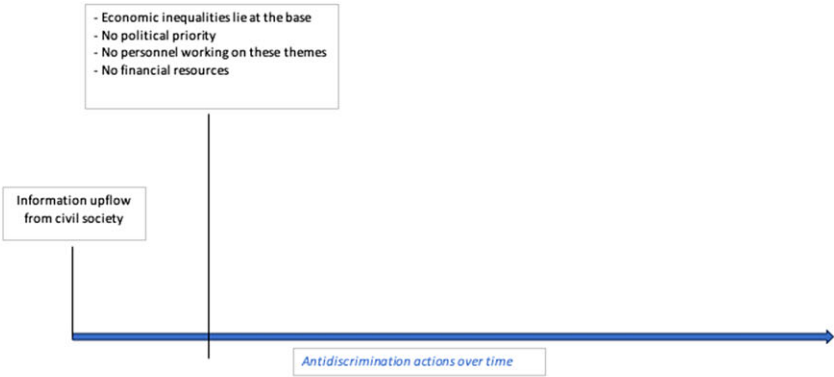 - Economic inequalities lie at the base
- No political priority
- No personnel working on these themes
- No financial resources
Information upflow
from civil society
Antidiscrimination actions over time